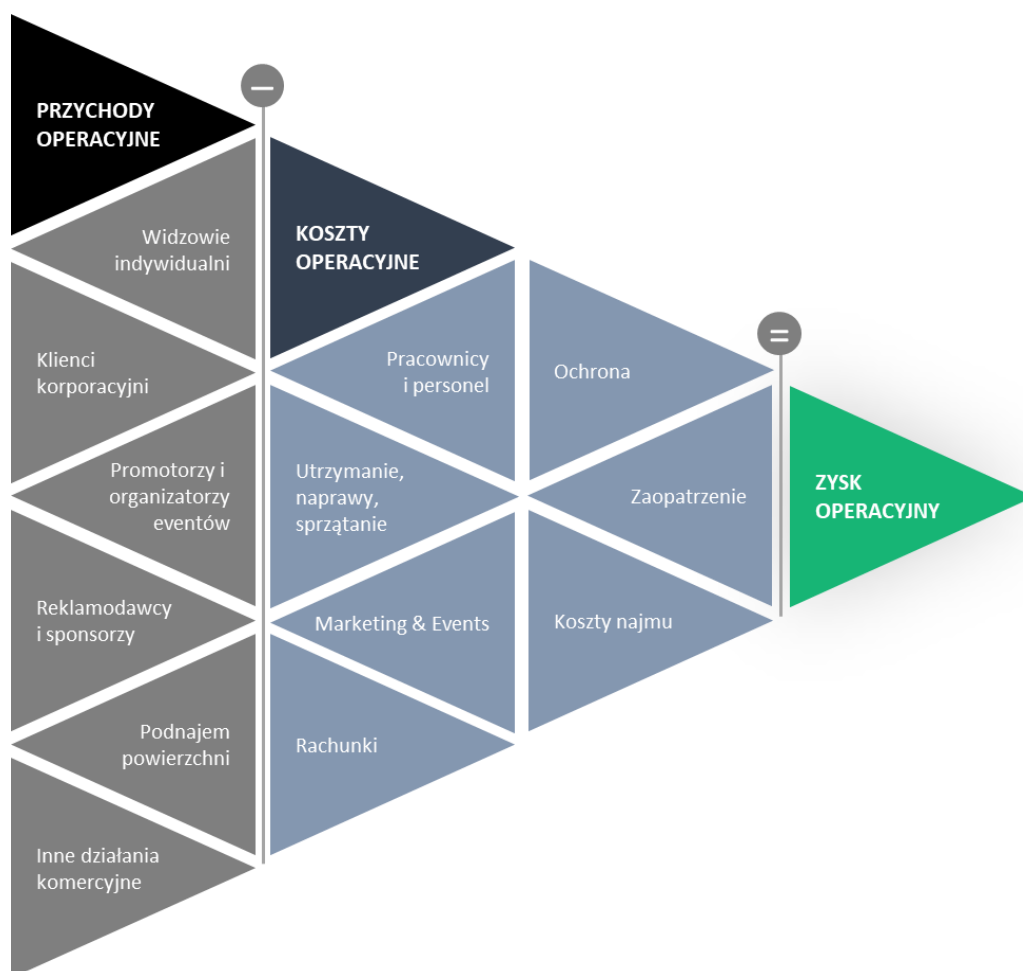 PRZYCHODY
OPERACYJNE
Widzowie
indywidualni
Klienci
korporacyjni
Promotorzy i
organizatorzy
eventów
Reklamodawcy
i sponsorzy
Podnajem
powierzchni
Inne działania
komercyjne
–
KOSZTY
OPERACYJNE
Pracownicy
i personel
Utrzymanie,
naprawy,
sprzątanie
Marketing & Events
Rachunki
Ochrona
Zaopatrzenie
Koszty najmu
=
ZYSK
OPERACYJNY